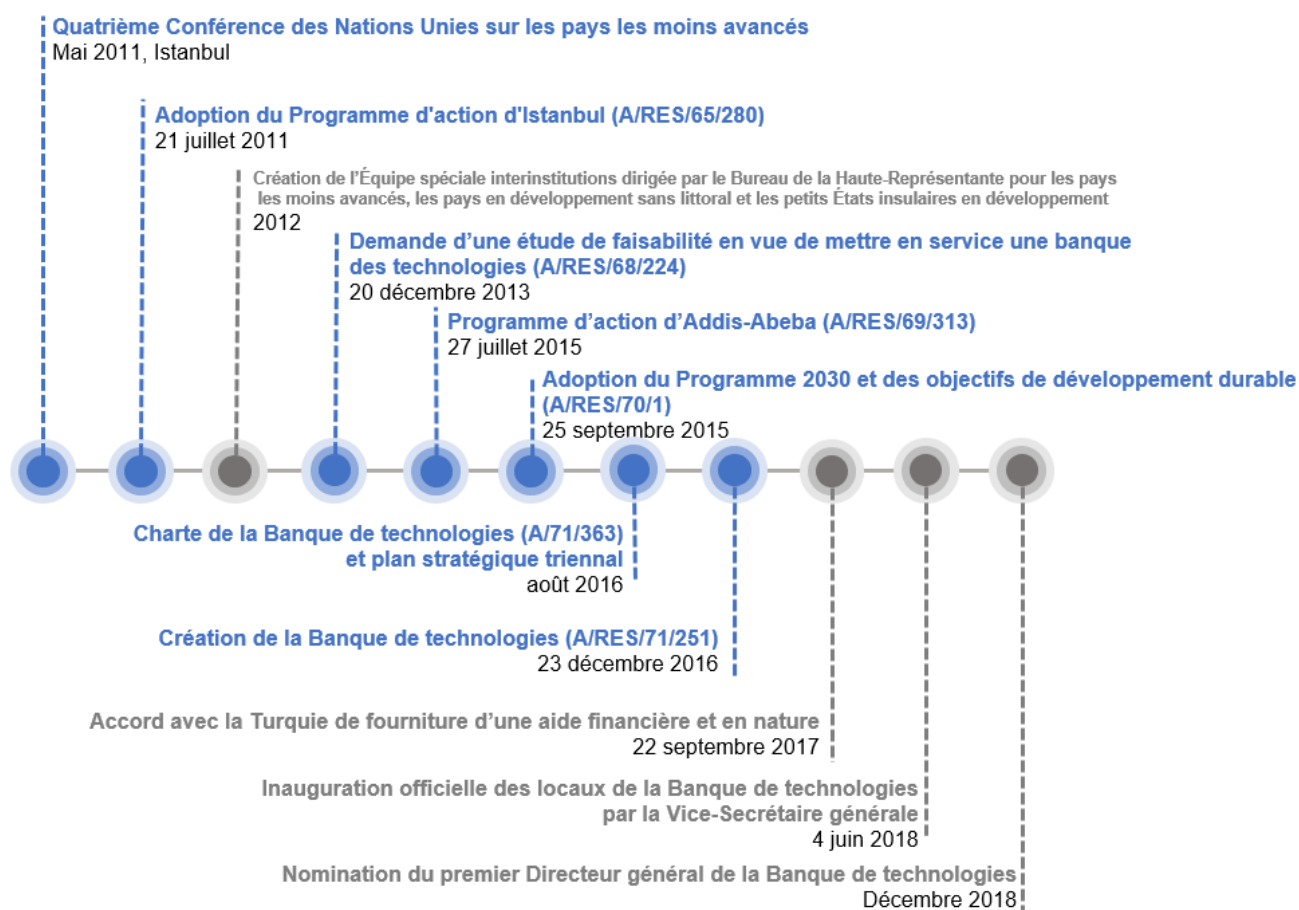 Quatrième Conférence des Nations Unies sur les pays les moins avancés
Mai 2011, Istanbul
Adoption du Programme d'action d'Istanbul (A/RES/65/280)
21 juillet 2011
Création de l’Équipe spéciale interinstitutions dirigée par le Bureau de la Haute-Représentante pour les pays
les moins avancés, les pays en développement sans littoral et les petits États insulaires en développement
2012
Demande d’une étude de faisabilité en vue de mettre en service une banque
des technologies (A/RES/68/224)
20 décembre 2013
Programme d’action d’Addis-Abeba (A/RES/69/313)
27 juillet 2015
Adoption du Programme 2030 et des objectifs de développement durable
(A/RES/70/1)
25 septembre 2015
Charte de la Banque de technologies (A/71/363)
et plan stratégique triennal
août 2016
Création de la Banque de technologies (A/RES/71/251)
23 décembre 2016
Accord avec la Turquie de fourniture d’une aide financière et en nature
22 septembre 2017
Inauguration officielle des locaux de la Banque de technologies
par la Vice-Secrétaire générale
4 juin 2018
Nomination du premier Directeur général de la Banque de technologies
Décembre 2018